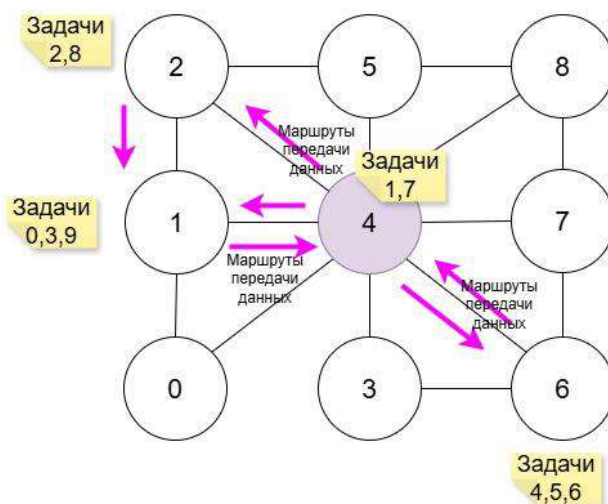 Задачи
2,8
2
5
8
Маршруты
передачи
данных
Задачи
1,7
Задачи
0,3,9
1
4
7
Маршруты
передачи
данных
Маршруты
передачи
данных
0
3
6
Задачи
4,5,6